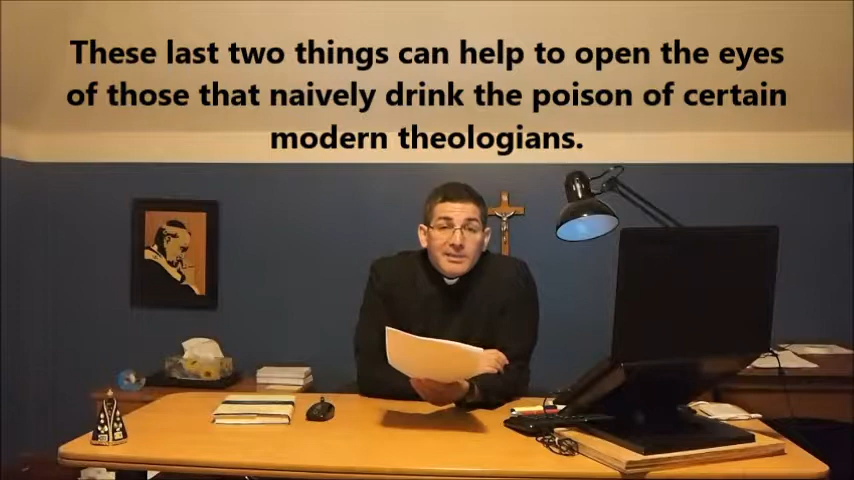 These last two things can help to open the eyes
of those that naively drink the poison of certain
modern theologians.